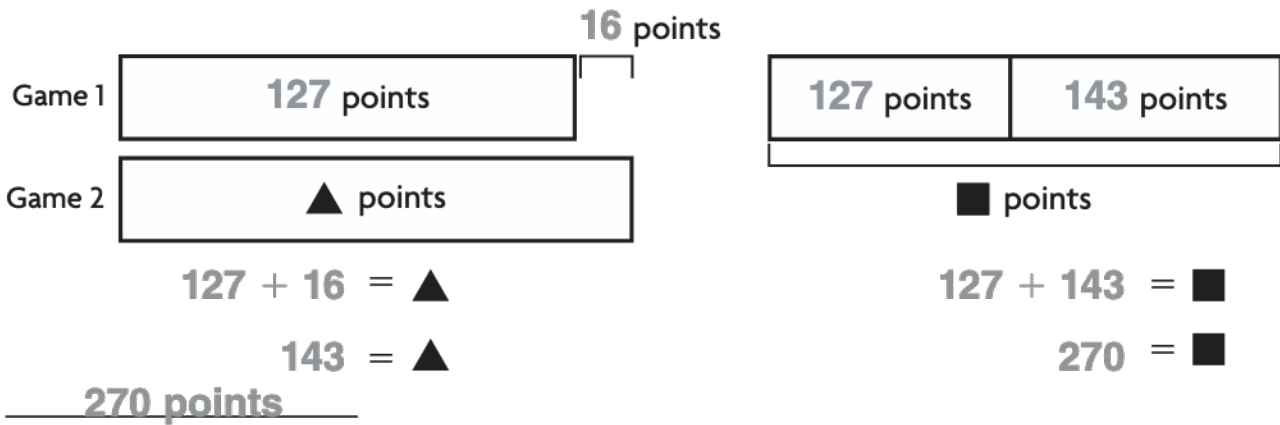 16 points
Game 1 127 points 127 points 143 points
Game 2 ▲ points ■ points
127 + 16 = ▲ 127 + 143 = ■
143 = ▲ 270 = ■
270 points